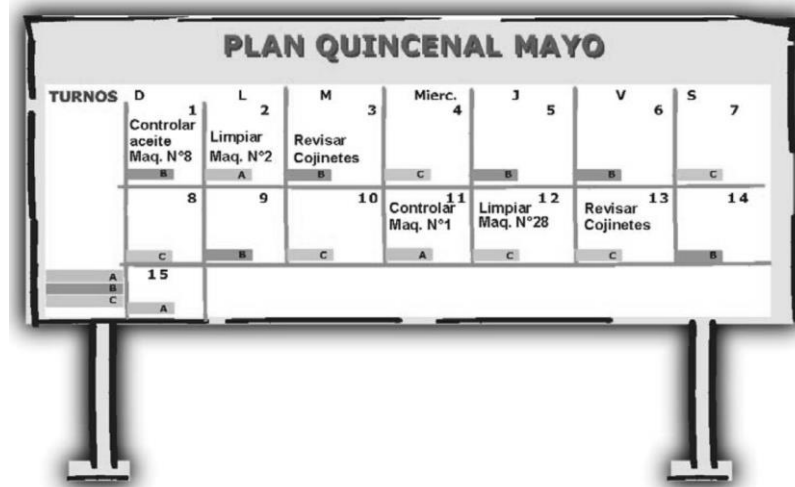 PLAN QUINCENAL MAYO
TURNOS D L M Mierc. J V S
1 2 3 4 5 6 7
Controlar
aceite
Maq. N°8
Limpiar
Maq. N°2
Revisar
Cojinetes
B A B C B B C
8 9 10 11 12 13 14
Controlar
Maq. N°1
Limpiar
Maq. N°28
Revisar
Cojinetes
C B C A C C B
15
A
B
C
A